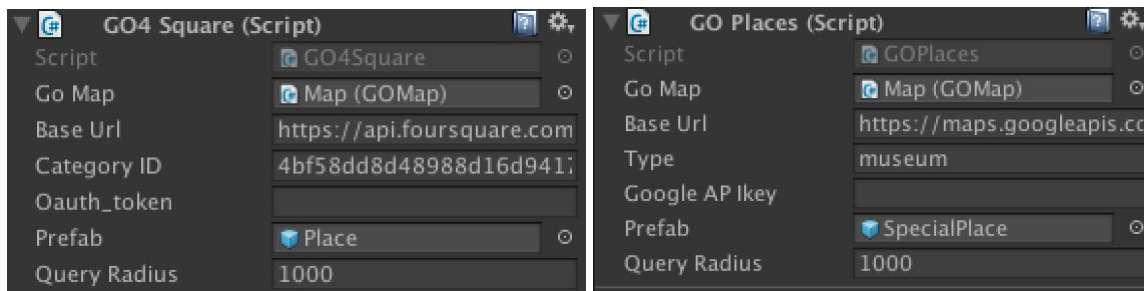 GO4 Square (Script)
Script GO4Square
Go Map Map (GOMap)
Base Url https://api.foursquare.com
Category ID 4bf58dd8d48988d16d941
Oauth_token
Prefab Place
Query Radius 1000
GO Places (Script)
Script GOPlaces
Go Map Map (GOMap)
Base Url https://maps.googleapis.co
Type museum
Google AP Ikey
Prefab SpecialPlace
Query Radius 1000